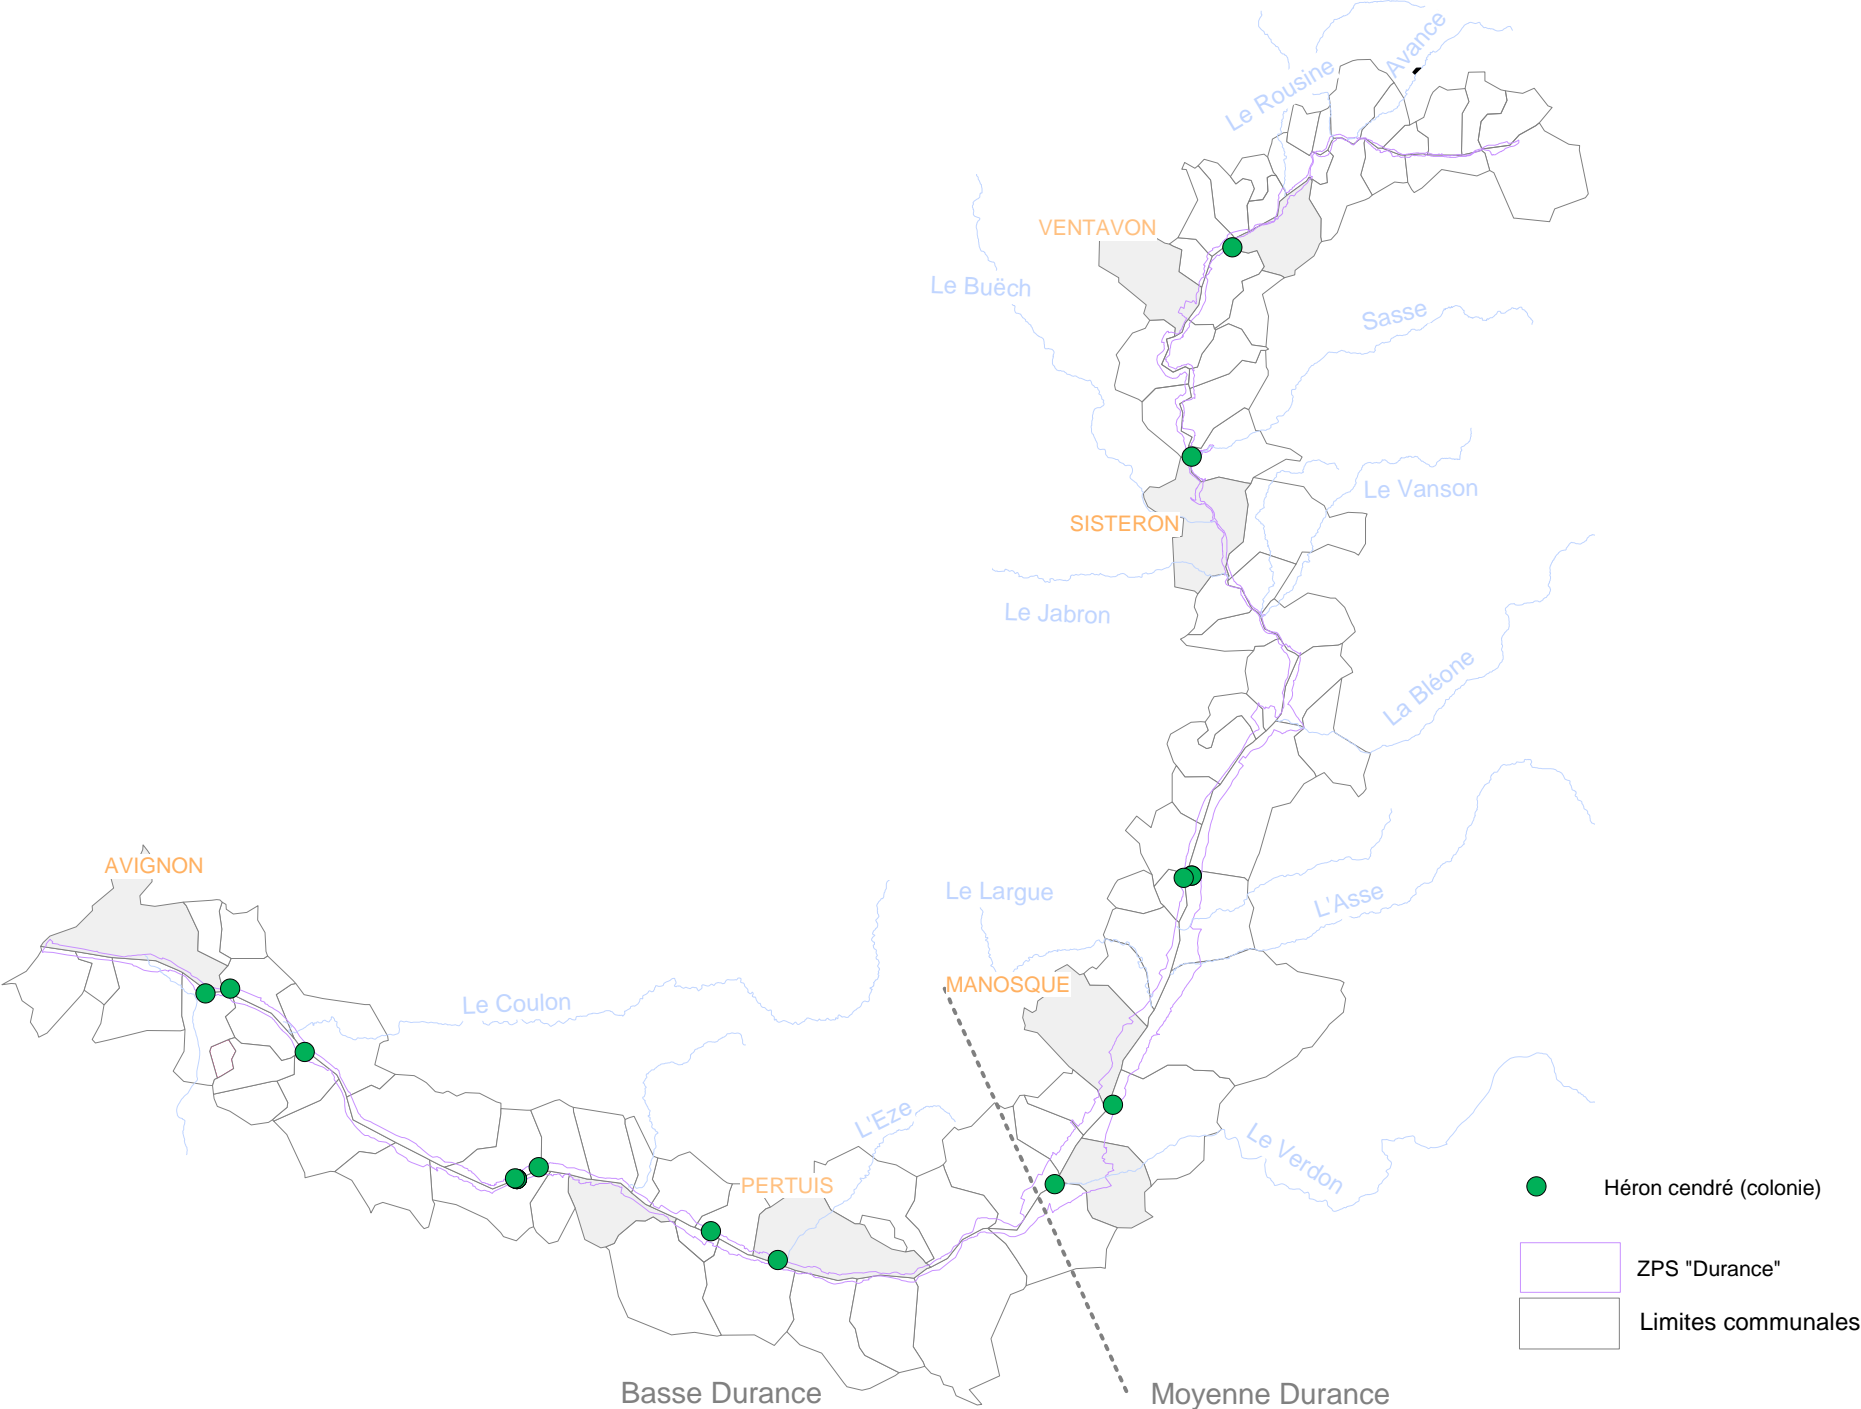 Avance
Le Rousine
VENTAVON
Le Buëch
Sasse
Le Vanson
SISTERON
Le Jabron
La Bléone
AVIGNON
Le Largue
L'Asse
MANOSQUE
Le Coulon
L'Eze
Le Verdon
PERTUIS
Héron cendré (colonie)
ZPS "Durance"
Limites communales
Basse Durance
Moyenne Durance